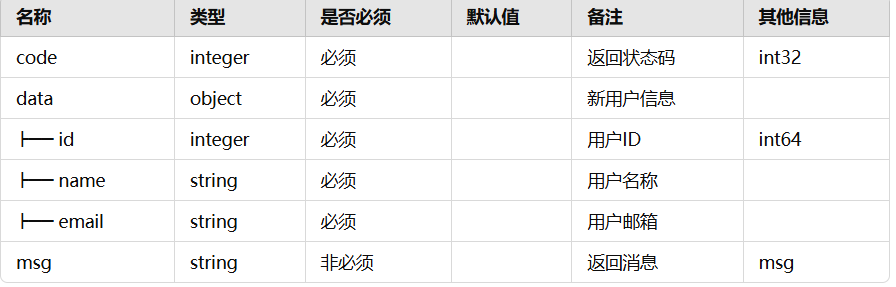 名称 类型 是否必须 默认值 备注 其他信息
code integer 必须 返回状态码 int32
data object 必须 新用户信息
├── id integer 必须 用户ID int64
├── name string 必须 用户名称
├── email string 必须 用户邮箱
msg string 非必须 返回消息 msg